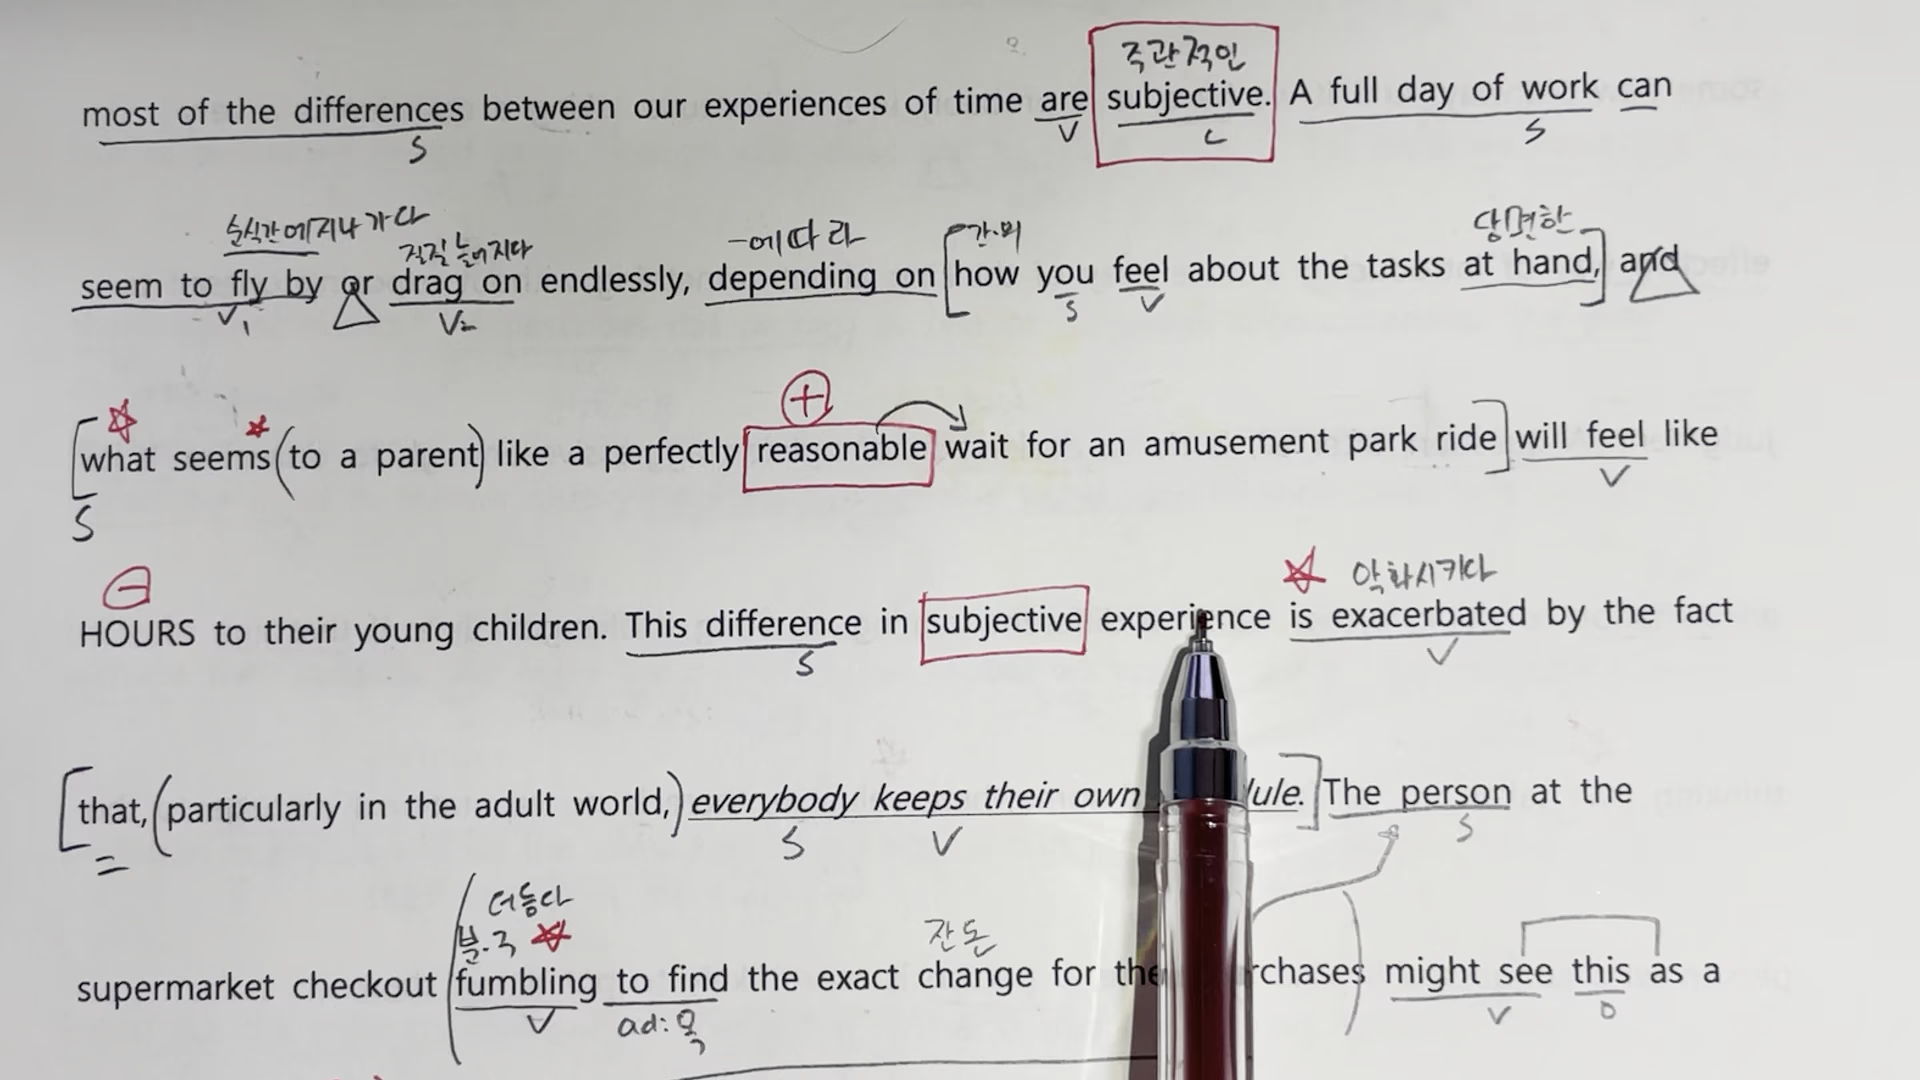 주관적인
most of the differences between our experiences of time are subjective. A full day of work can
S V C S
순식간에 지나가다 질질 늘어지다 -에 따라 간.의 당면한
seem to fly by or drag on endlessly, depending on how you feel about the tasks at hand, and
V1 V2 S V
+
what seems (to a parent) like a perfectly reasonable wait for an amusement park ride will feel like
S V
악화시키다
HOURS to their young children. This difference in subjective experience is exacerbated by the fact
S V
[that, (particularly in the adult world,) everybody keeps their own lule.] The person at the
= S V S
더듬다
분.구 잔돈
supermarket checkout (fumbling to find the exact change for the rchases) might see this as a
V ad: 목 V O